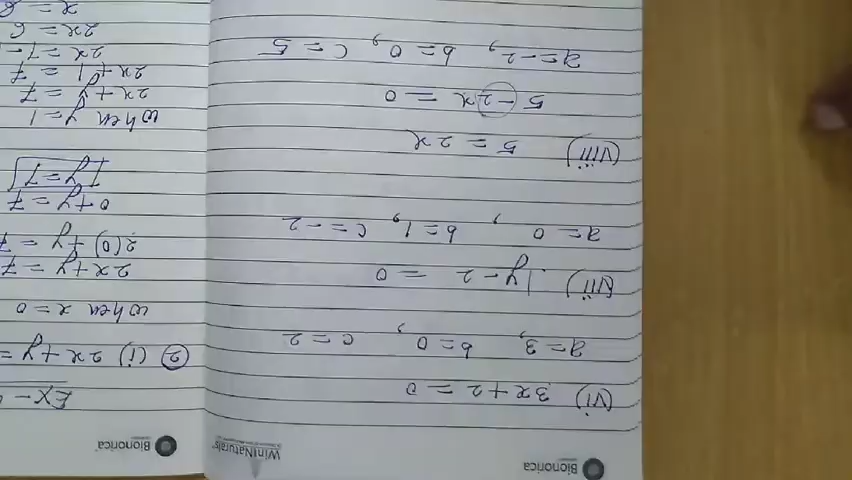 Bionorica WiniNaturals
(vi) 3x + 2 = 0
a = 3, b = 0, c = 2
(vii) 1y - 2 = 0
a = 0, b = 1, c = -2
(viii) 5 = 2x
5 - 2x = 0
a = -2, b = 0, c = 5
Bionorica
Ex -
② (i) 2x + y =
When x = 0
2x + y = 7
2(0) + y = 7
0 + y = 7
y = 7
When y = 1
2x + y = 7
2x + 1 = 7
2x = 7 -
2x = 6
x =